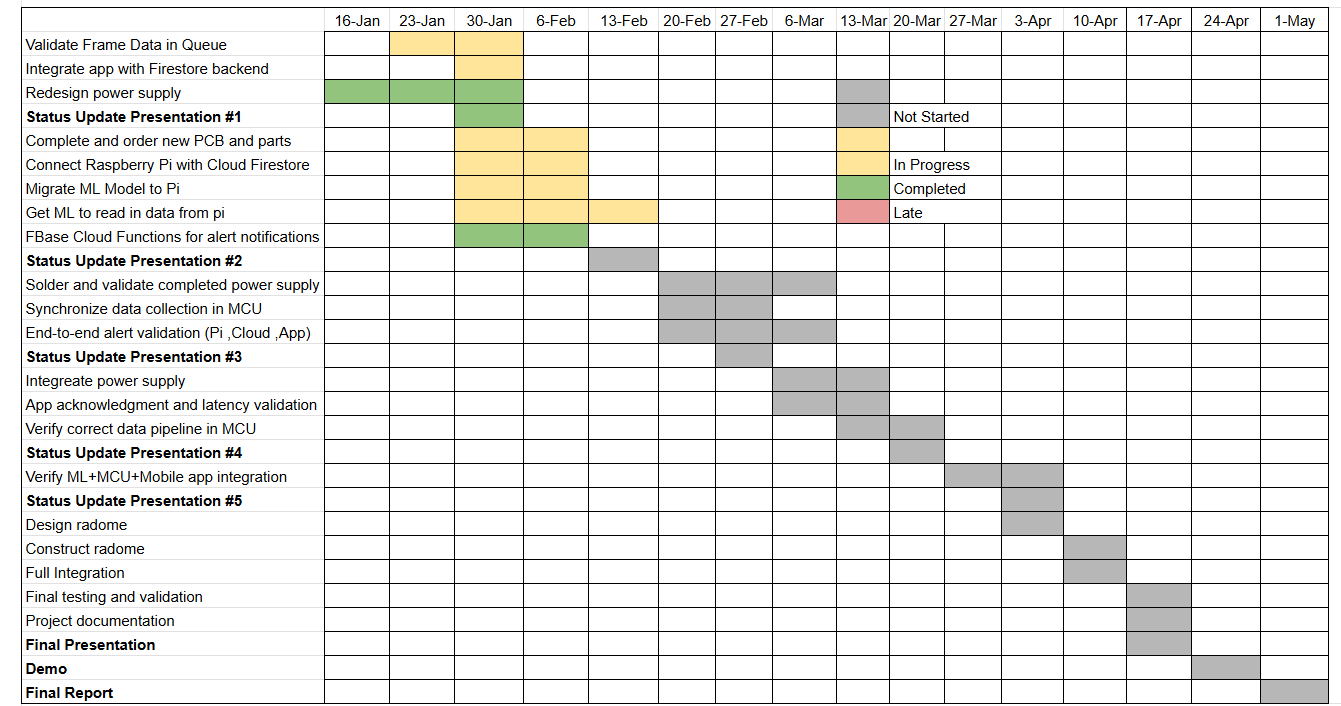 16-Jan 23-Jan 30-Jan 6-Feb 13-Feb 20-Feb 27-Feb 6-Mar 13-Mar 20-Mar 27-Mar 3-Apr 10-Apr 17-Apr 24-Apr 1-May
Validate Frame Data in Queue
Integrate app with Firestore backend
Redesign power supply
Status Update Presentation #1 Not Started
Complete and order new PCB and parts
Connect Raspberry Pi with Cloud Firestore In Progress
Migrate ML Model to Pi Completed
Get ML to read in data from pi Late
FBase Cloud Functions for alert notifications
Status Update Presentation #2
Solder and validate completed power supply
Synchronize data collection in MCU
End-to-end alert validation (Pi ,Cloud ,App)
Status Update Presentation #3
Integreate power supply
App acknowledgment and latency validation
Verify correct data pipeline in MCU
Status Update Presentation #4
Verify ML+MCU+Mobile app integration
Status Update Presentation #5
Design radome
Construct radome
Full Integration
Final testing and validation
Project documentation
Final Presentation
Demo
Final Report